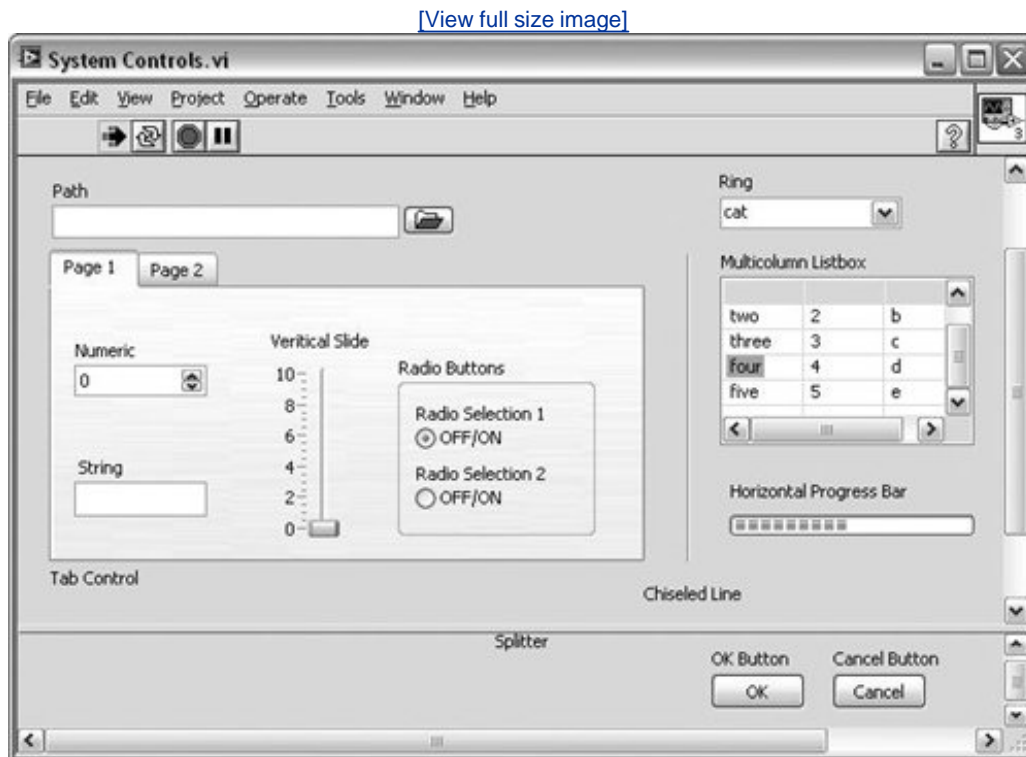 [View full size image]
System Controls.vi
File Edit View Project Operate Tools Window Help
3
Path
Ring
cat
Page 1 Page 2
Multicolumn Listbox
two 2 b
three 3 c
four 4 d
five 5 e
Numeric
0
Veritical Slide
10
8
6
4
2
0
Radio Buttons
Radio Selection 1
OFF/ON
Radio Selection 2
OFF/ON
String
Horizontal Progress Bar
Tab Control
Chiseled Line
Splitter
OK Button Cancel Button
OK Cancel